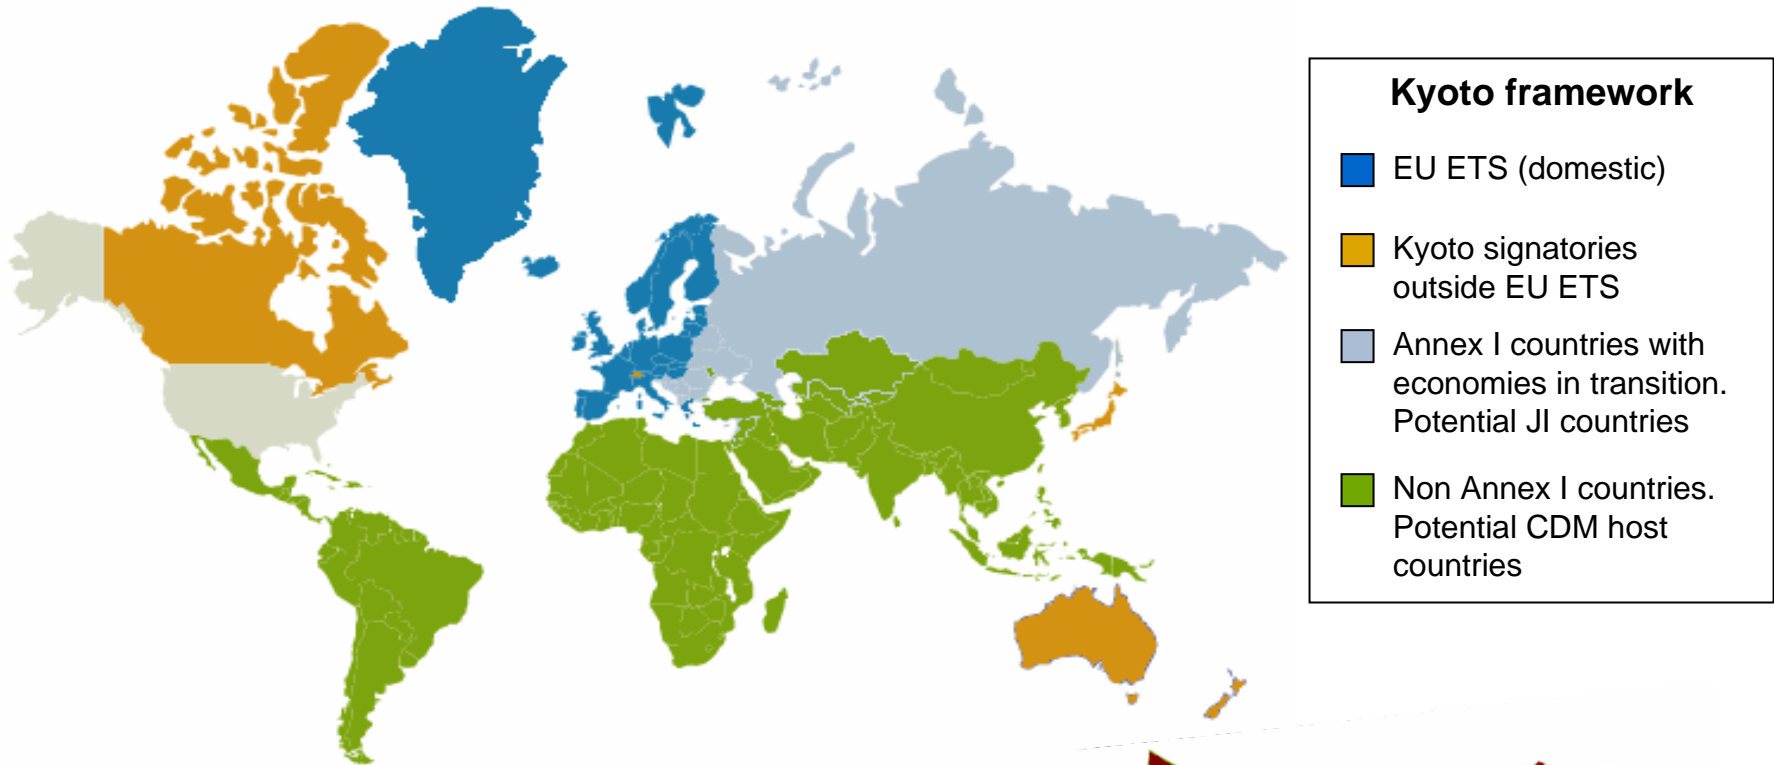 Kyoto framework
EU ETS (domestic)
Kyoto signatories
outside EU ETS
Annex I countries with
economies in transition.
Potential JI countries
Non Annex I countries.
Potential CDM host
countries